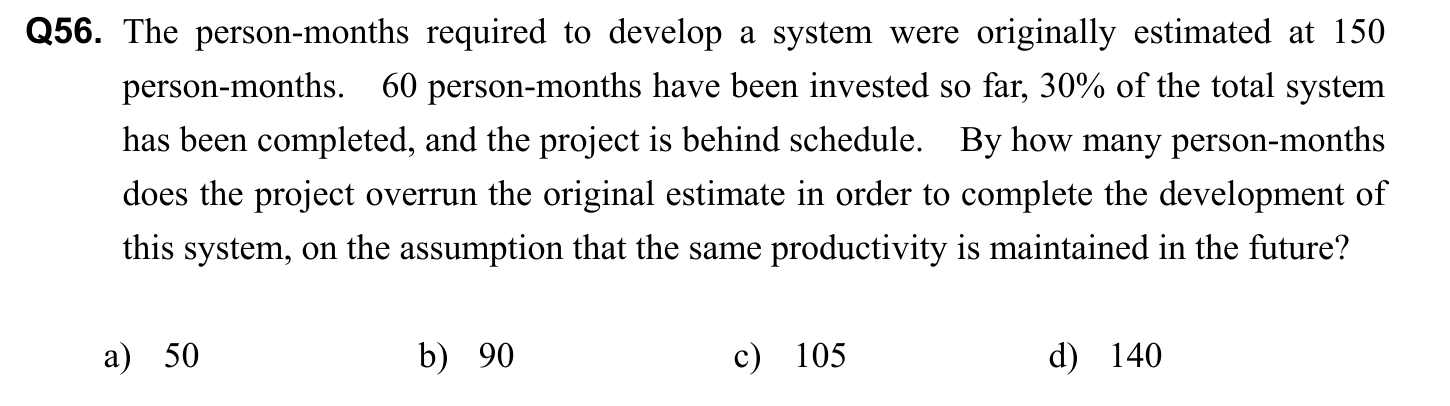 Q56. The person-months required to develop a system were originally estimated at 150
person-months. 60 person-months have been invested so far, 30% of the total system
has been completed, and the project is behind schedule. By how many person-months
does the project overrun the original estimate in order to complete the development of
this system, on the assumption that the same productivity is maintained in the future?
a) 50 b) 90 c) 105 d) 140